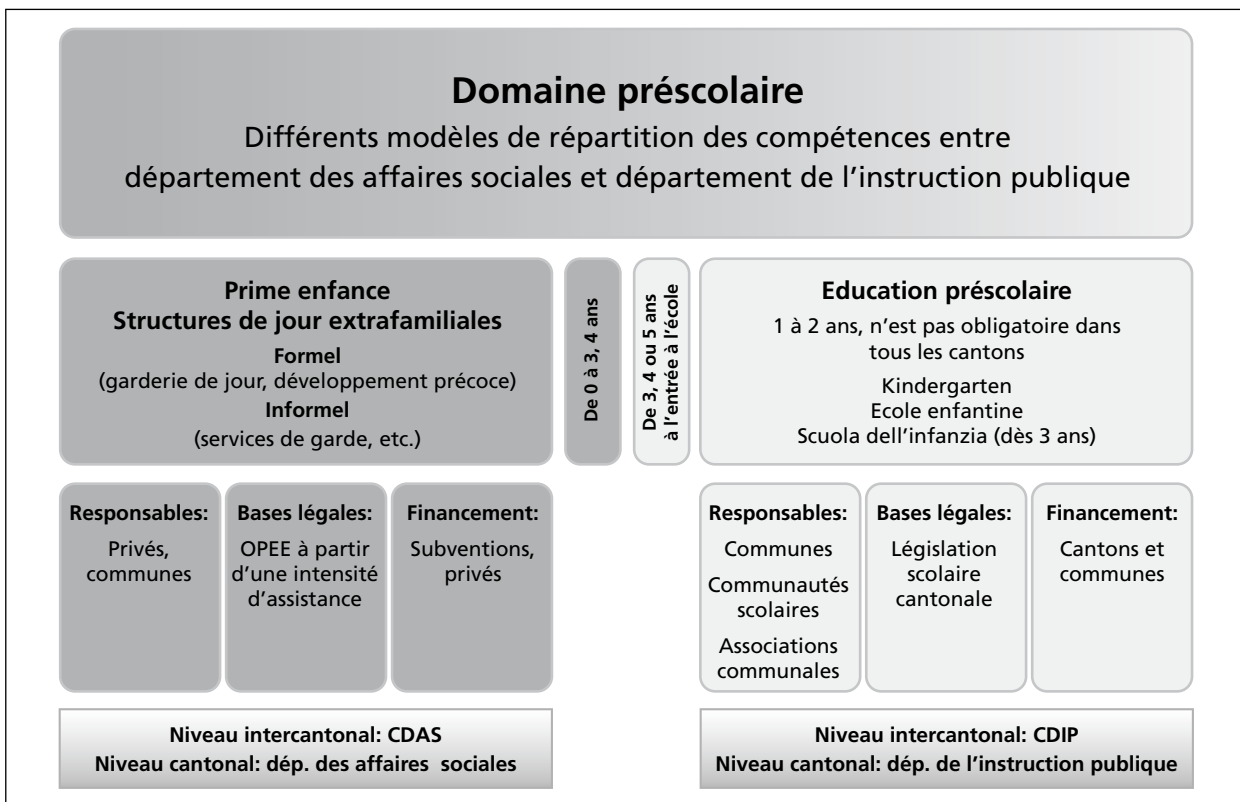 Domaine préscolaire
Différents modèles de répartition des compétences entre
département des affaires sociales et département de l'instruction publique
Prime enfance
Structures de jour extrafamiliales
Formel
(garderie de jour, développement précoce)
Informel
(services de garde, etc.)
De 0 à 3, 4 ans
De 3, 4 ou 5 ans
à l'entrée à l'école
Education préscolaire
1 à 2 ans, n'est pas obligatoire dans
tous les cantons
Kindergarten
Ecole enfantine
Scuola dell'infanzia (dès 3 ans)
Responsables:
Privés,
communes
Bases légales:
OPEE à partir
d'une intensité
d'assistance
Financement:
Subventions,
privés
Responsables:
Communes
Communautés
scolaires
Associations
communales
Bases légales:
Législation
scolaire
cantonale
Financement:
Cantons et
communes
Niveau intercantonal: CDAS
Niveau cantonal: dép. des affaires sociales
Niveau intercantonal: CDIP
Niveau cantonal: dép. de l'instruction publique